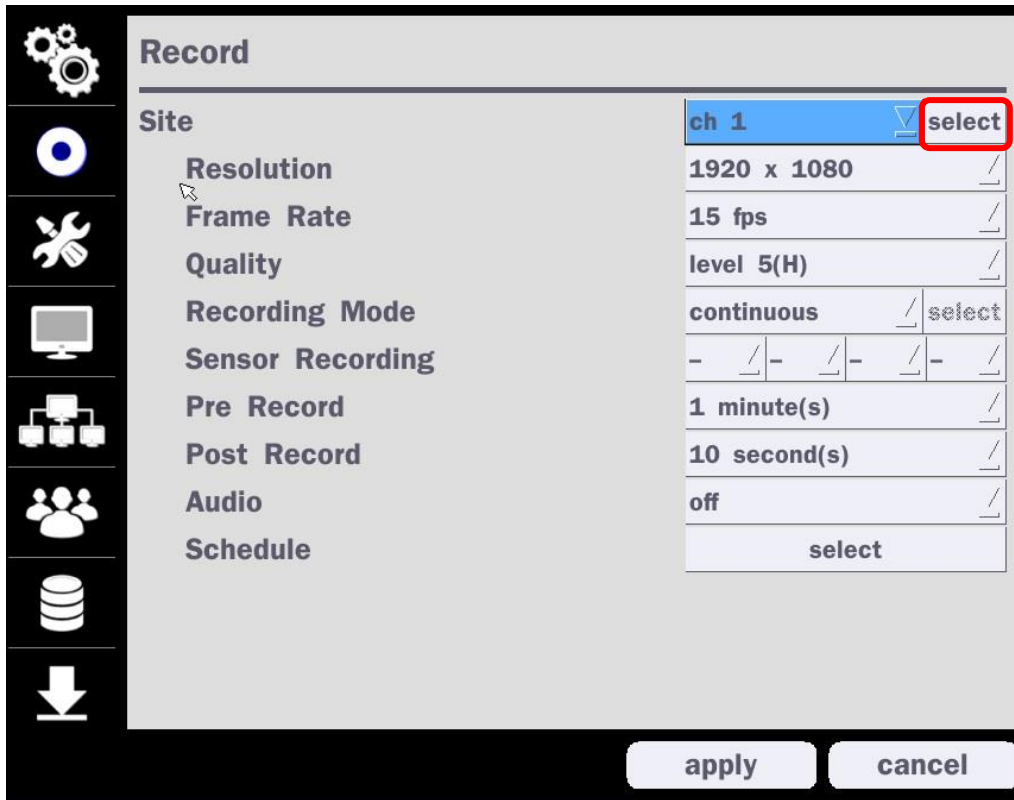 Record
Site ch 1 select
Resolution 1920 x 1080
Frame Rate 15 fps
Quality level 5(H)
Recording Mode continuous select
Sensor Recording - - - -
Pre Record 1 minute(s)
Post Record 10 second(s)
Audio off
Schedule select
apply cancel